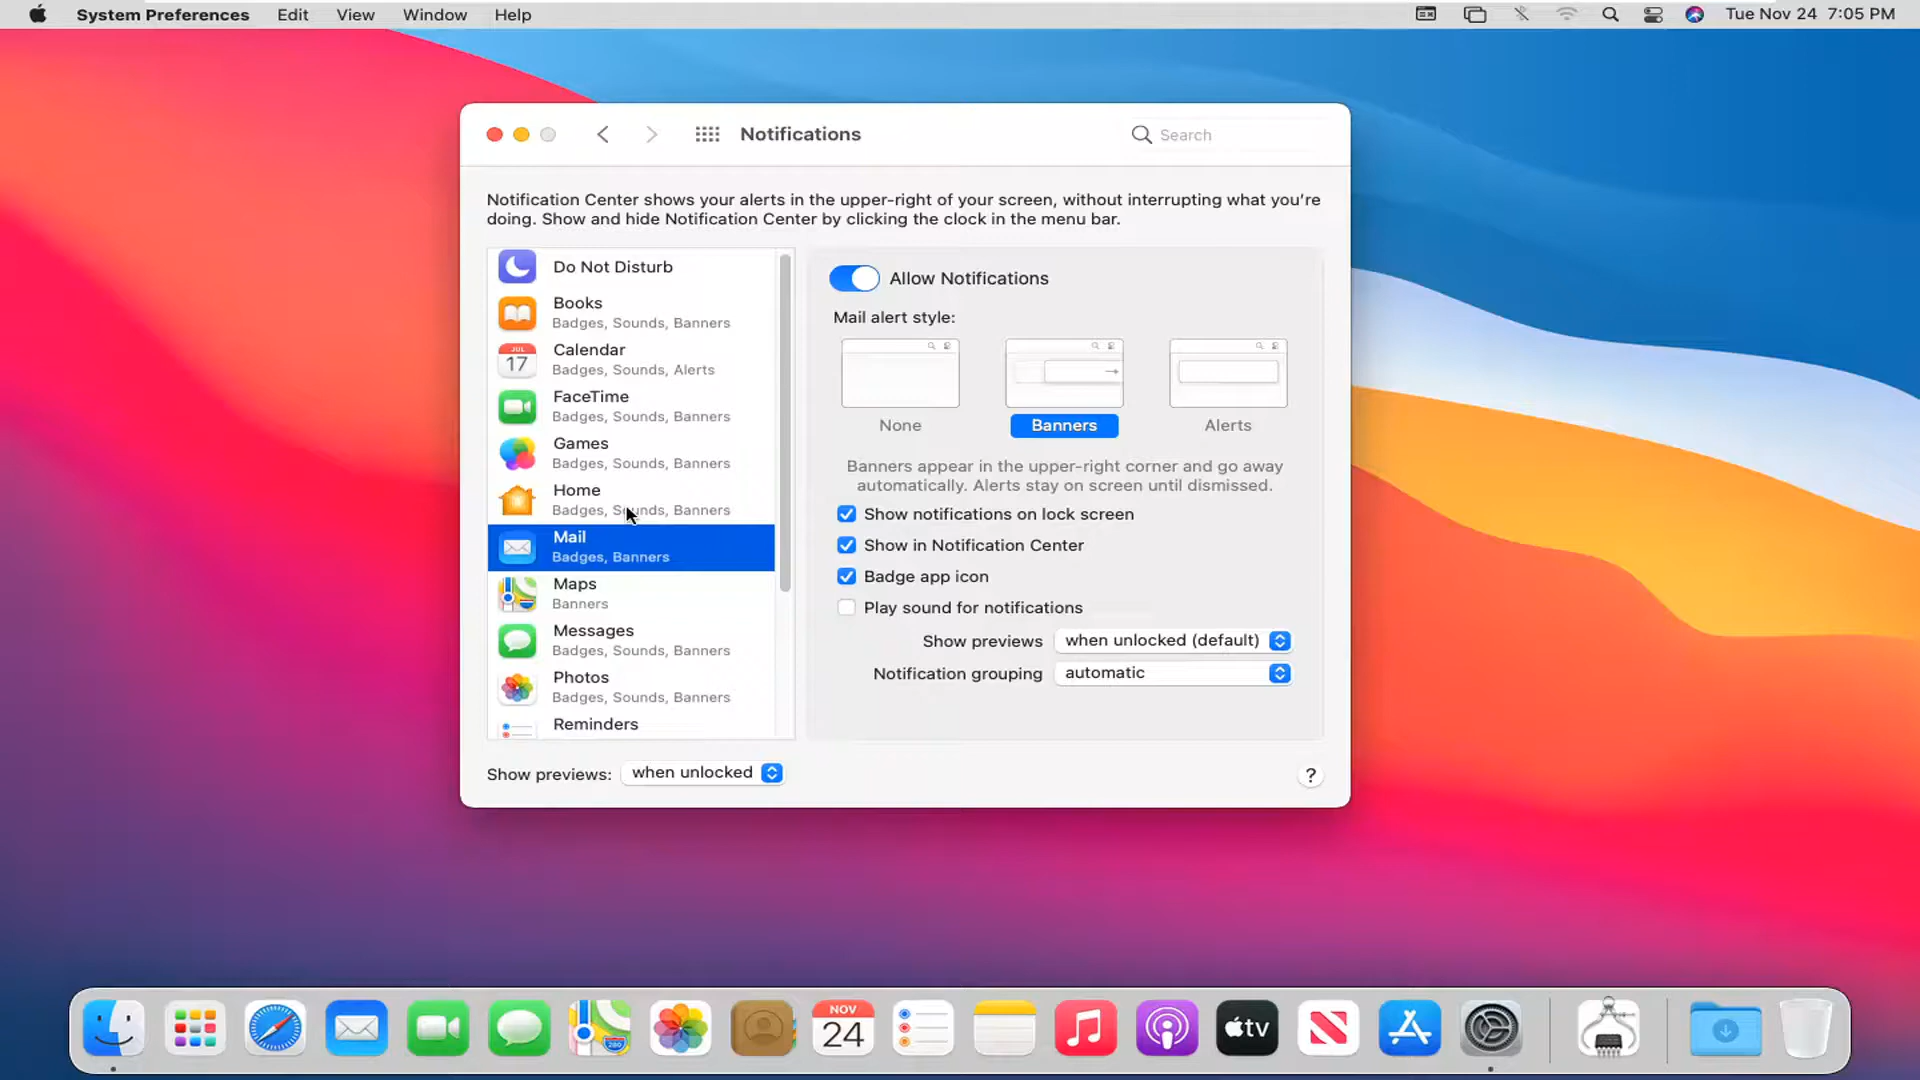 System Preferences Edit View Window Help Tue Nov 24 7:05 PM
Notifications
Search
Notification Center shows your alerts in the upper-right of your screen, without interrupting what you're
doing. Show and hide Notification Center by clicking the clock in the menu bar.
Do Not Disturb
Books
Badges, Sounds, Banners
JUL
17
Calendar
Badges, Sounds, Alerts
FaceTime
Badges, Sounds, Banners
Games
Badges, Sounds, Banners
Home
Badges, Sounds, Banners
Mail
Badges, Banners
Maps
Banners
Messages
Badges, Sounds, Banners
Photos
Badges, Sounds, Banners
Reminders
Allow Notifications
Mail alert style:
None Banners Alerts
Banners appear in the upper-right corner and go away
automatically. Alerts stay on screen until dismissed.
Show notifications on lock screen
Show in Notification Center
Badge app icon
Play sound for notifications
Show previews when unlocked (default)
Notification grouping automatic
Show previews: when unlocked
?
280
NOV
24
tv